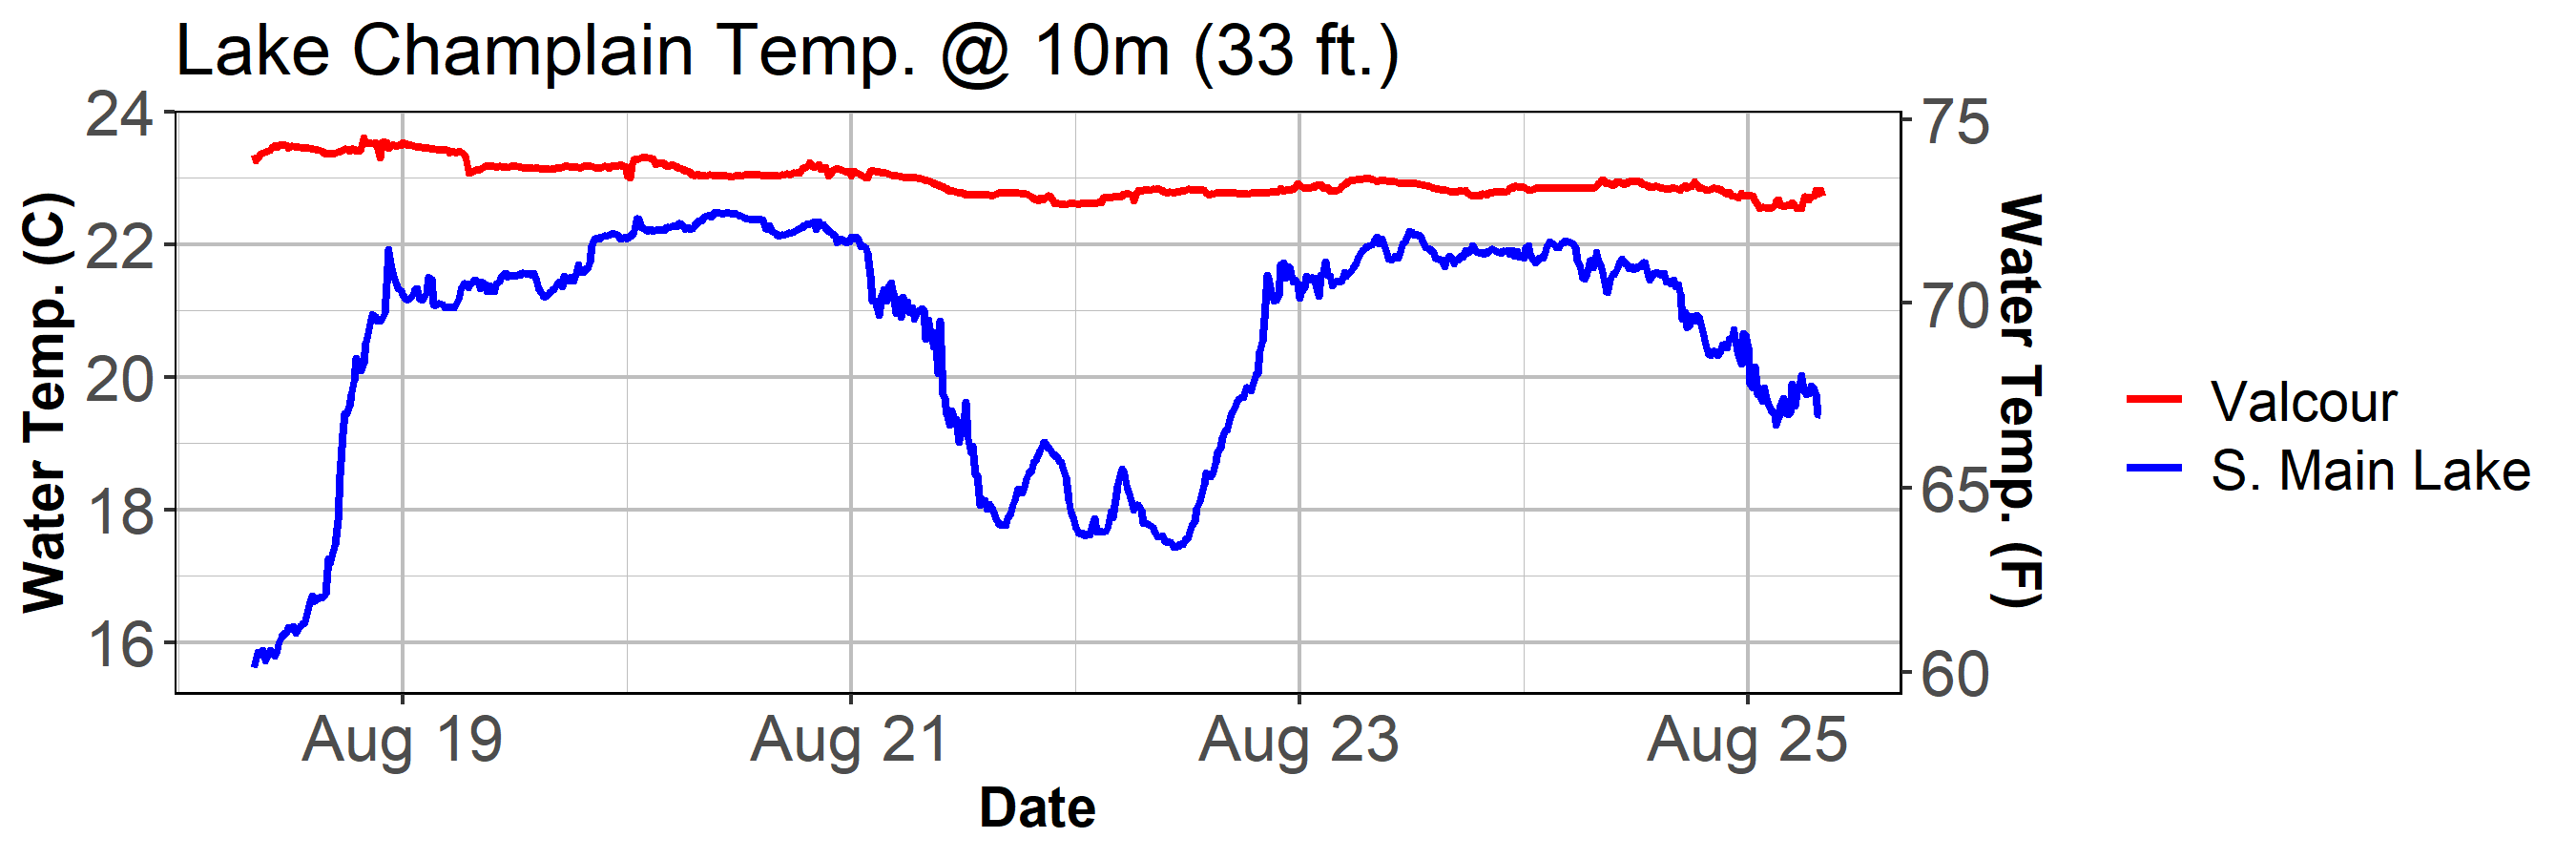 Lake Champlain Temp. @ 10m (33 ft.)
Water Temp. (C)
24
22
20
18
16
75
70
65
60
Water Temp. (F)
Aug 19
Aug 21
Aug 23
Aug 25
Date
Valcour
S. Main Lake